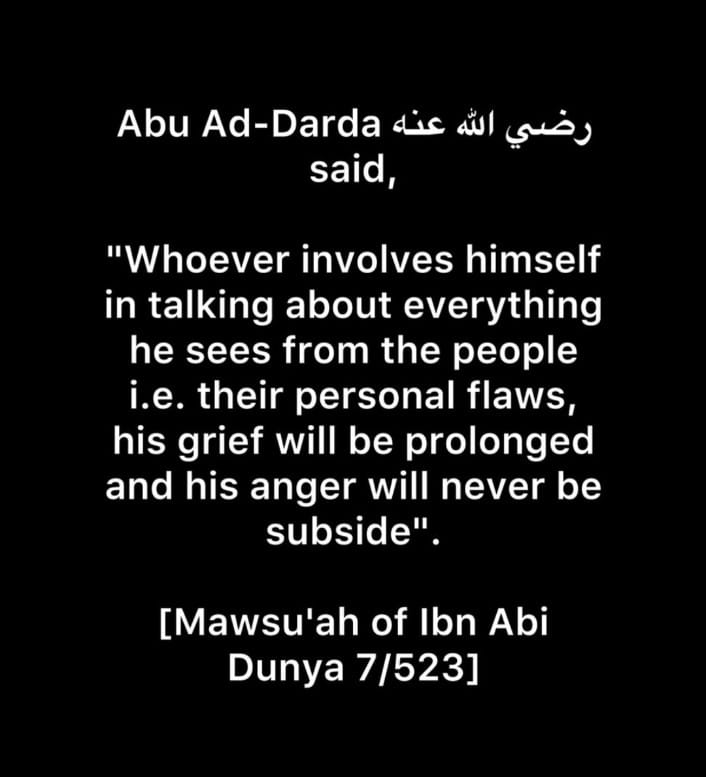 Abu Ad-Darda رضي الله عنه
said,
"Whoever involves himself
in talking about everything
he sees from the people
i.e. their personal flaws,
his grief will be prolonged
and his anger will never be
subside".
[Mawsu'ah of Ibn Abi
Dunya 7/523]